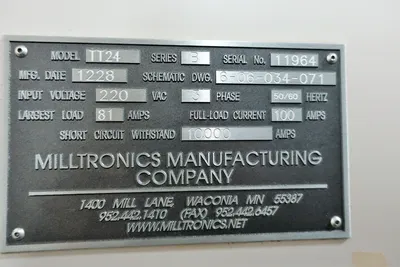 MODEL TT24 SERIES B SERIAL No. 11964
MFG. DATE 1228 SCHEMATIC DWG. 3-06-034-071
INPUT VOLTAGE 220 VAC 3 PHASE 50/60 HERTZ
LARGEST LOAD 81 AMPS FULL-LOAD CURRENT 100 AMPS
SHORT CIRCUIT WITHSTAND 10000 AMPS
MILLTRONICS MANUFACTURING
COMPANY
1400 MILL LANE, WACONIA MN 55387
952.442.1410 (FAX) 952.442.6457
WWW.MILLTRONICS.NET